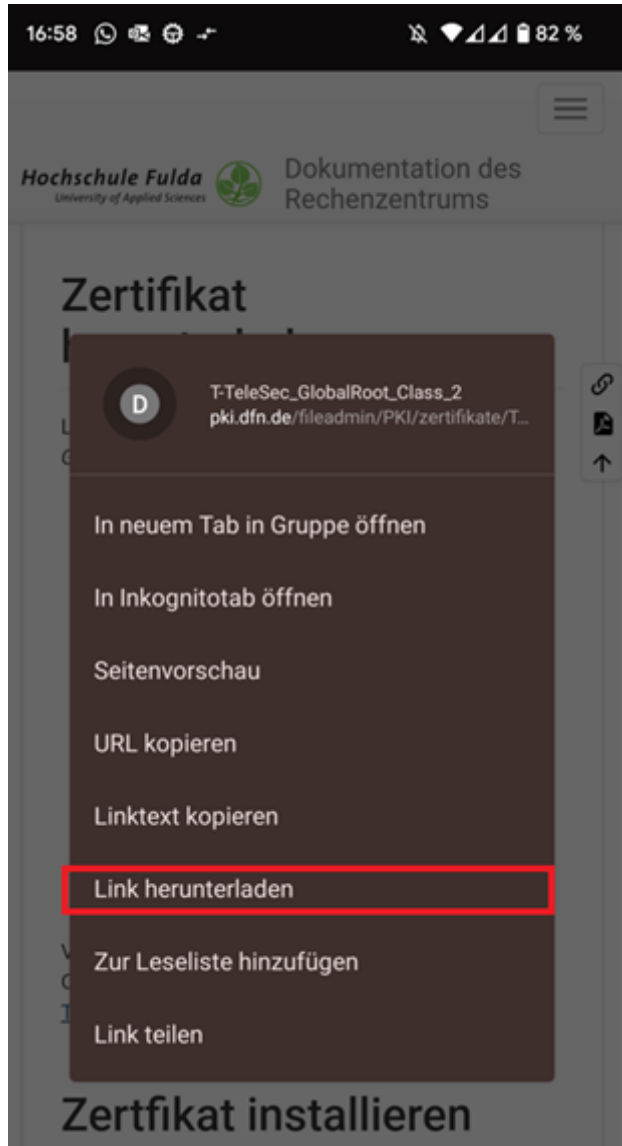 16:58
82 %
Hochschule Fulda
University of Applied Sciences
Dokumentation des
Rechenzentrums
Zertifikat
D
T-TeleSec_GlobalRoot_Class_2
pki.dfn.de/fileadmin/PKI/zertifikate/T...
In neuem Tab in Gruppe öffnen
In Inkognitotab öffnen
Seitenvorschau
URL kopieren
Linktext kopieren
Link herunterladen
Zur Leseliste hinzufügen
Link teilen
Zertfikat installieren